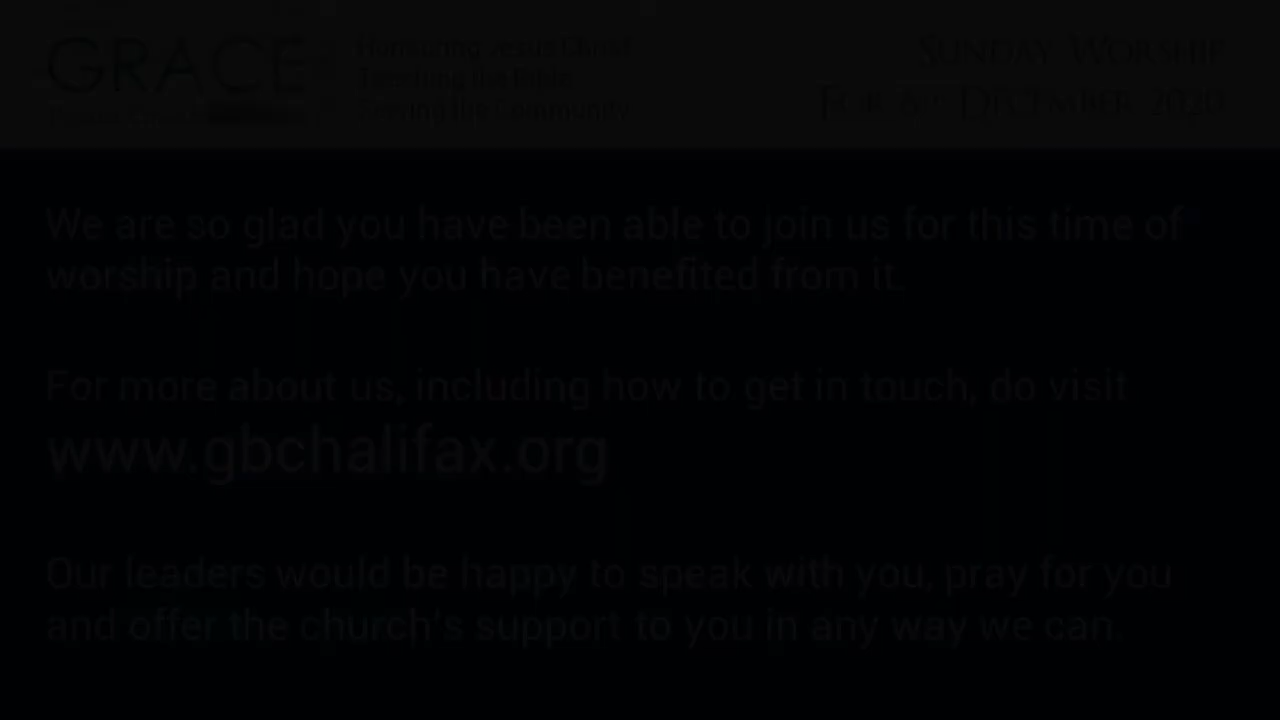 GRACE
Honouring Jesus Christ
Teaching the Bible
Serving the Community
SUNDAY WORSHIP
FOR 6TH DECEMBER 2020
We are so glad you have been able to join us for this time of
worship and hope you have benefited from it.
For more about us, including how to get in touch, do visit
www.gbchalifax.org
Our leaders would be happy to speak with you, pray for you
and offer the church's support to you in any way we can.